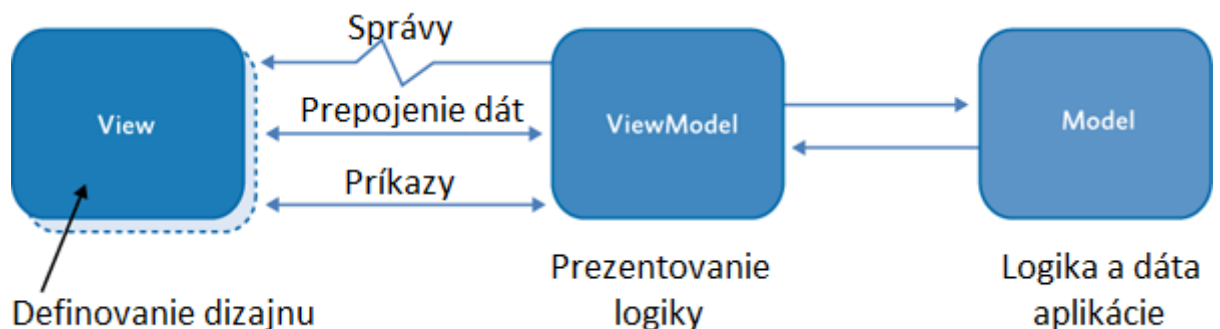 Správy
View
Prepojenie dát
ViewModel
Model
Príkazy
Definovanie dizajnu
Prezentovanie
logiky
Logika a dáta
aplikácie